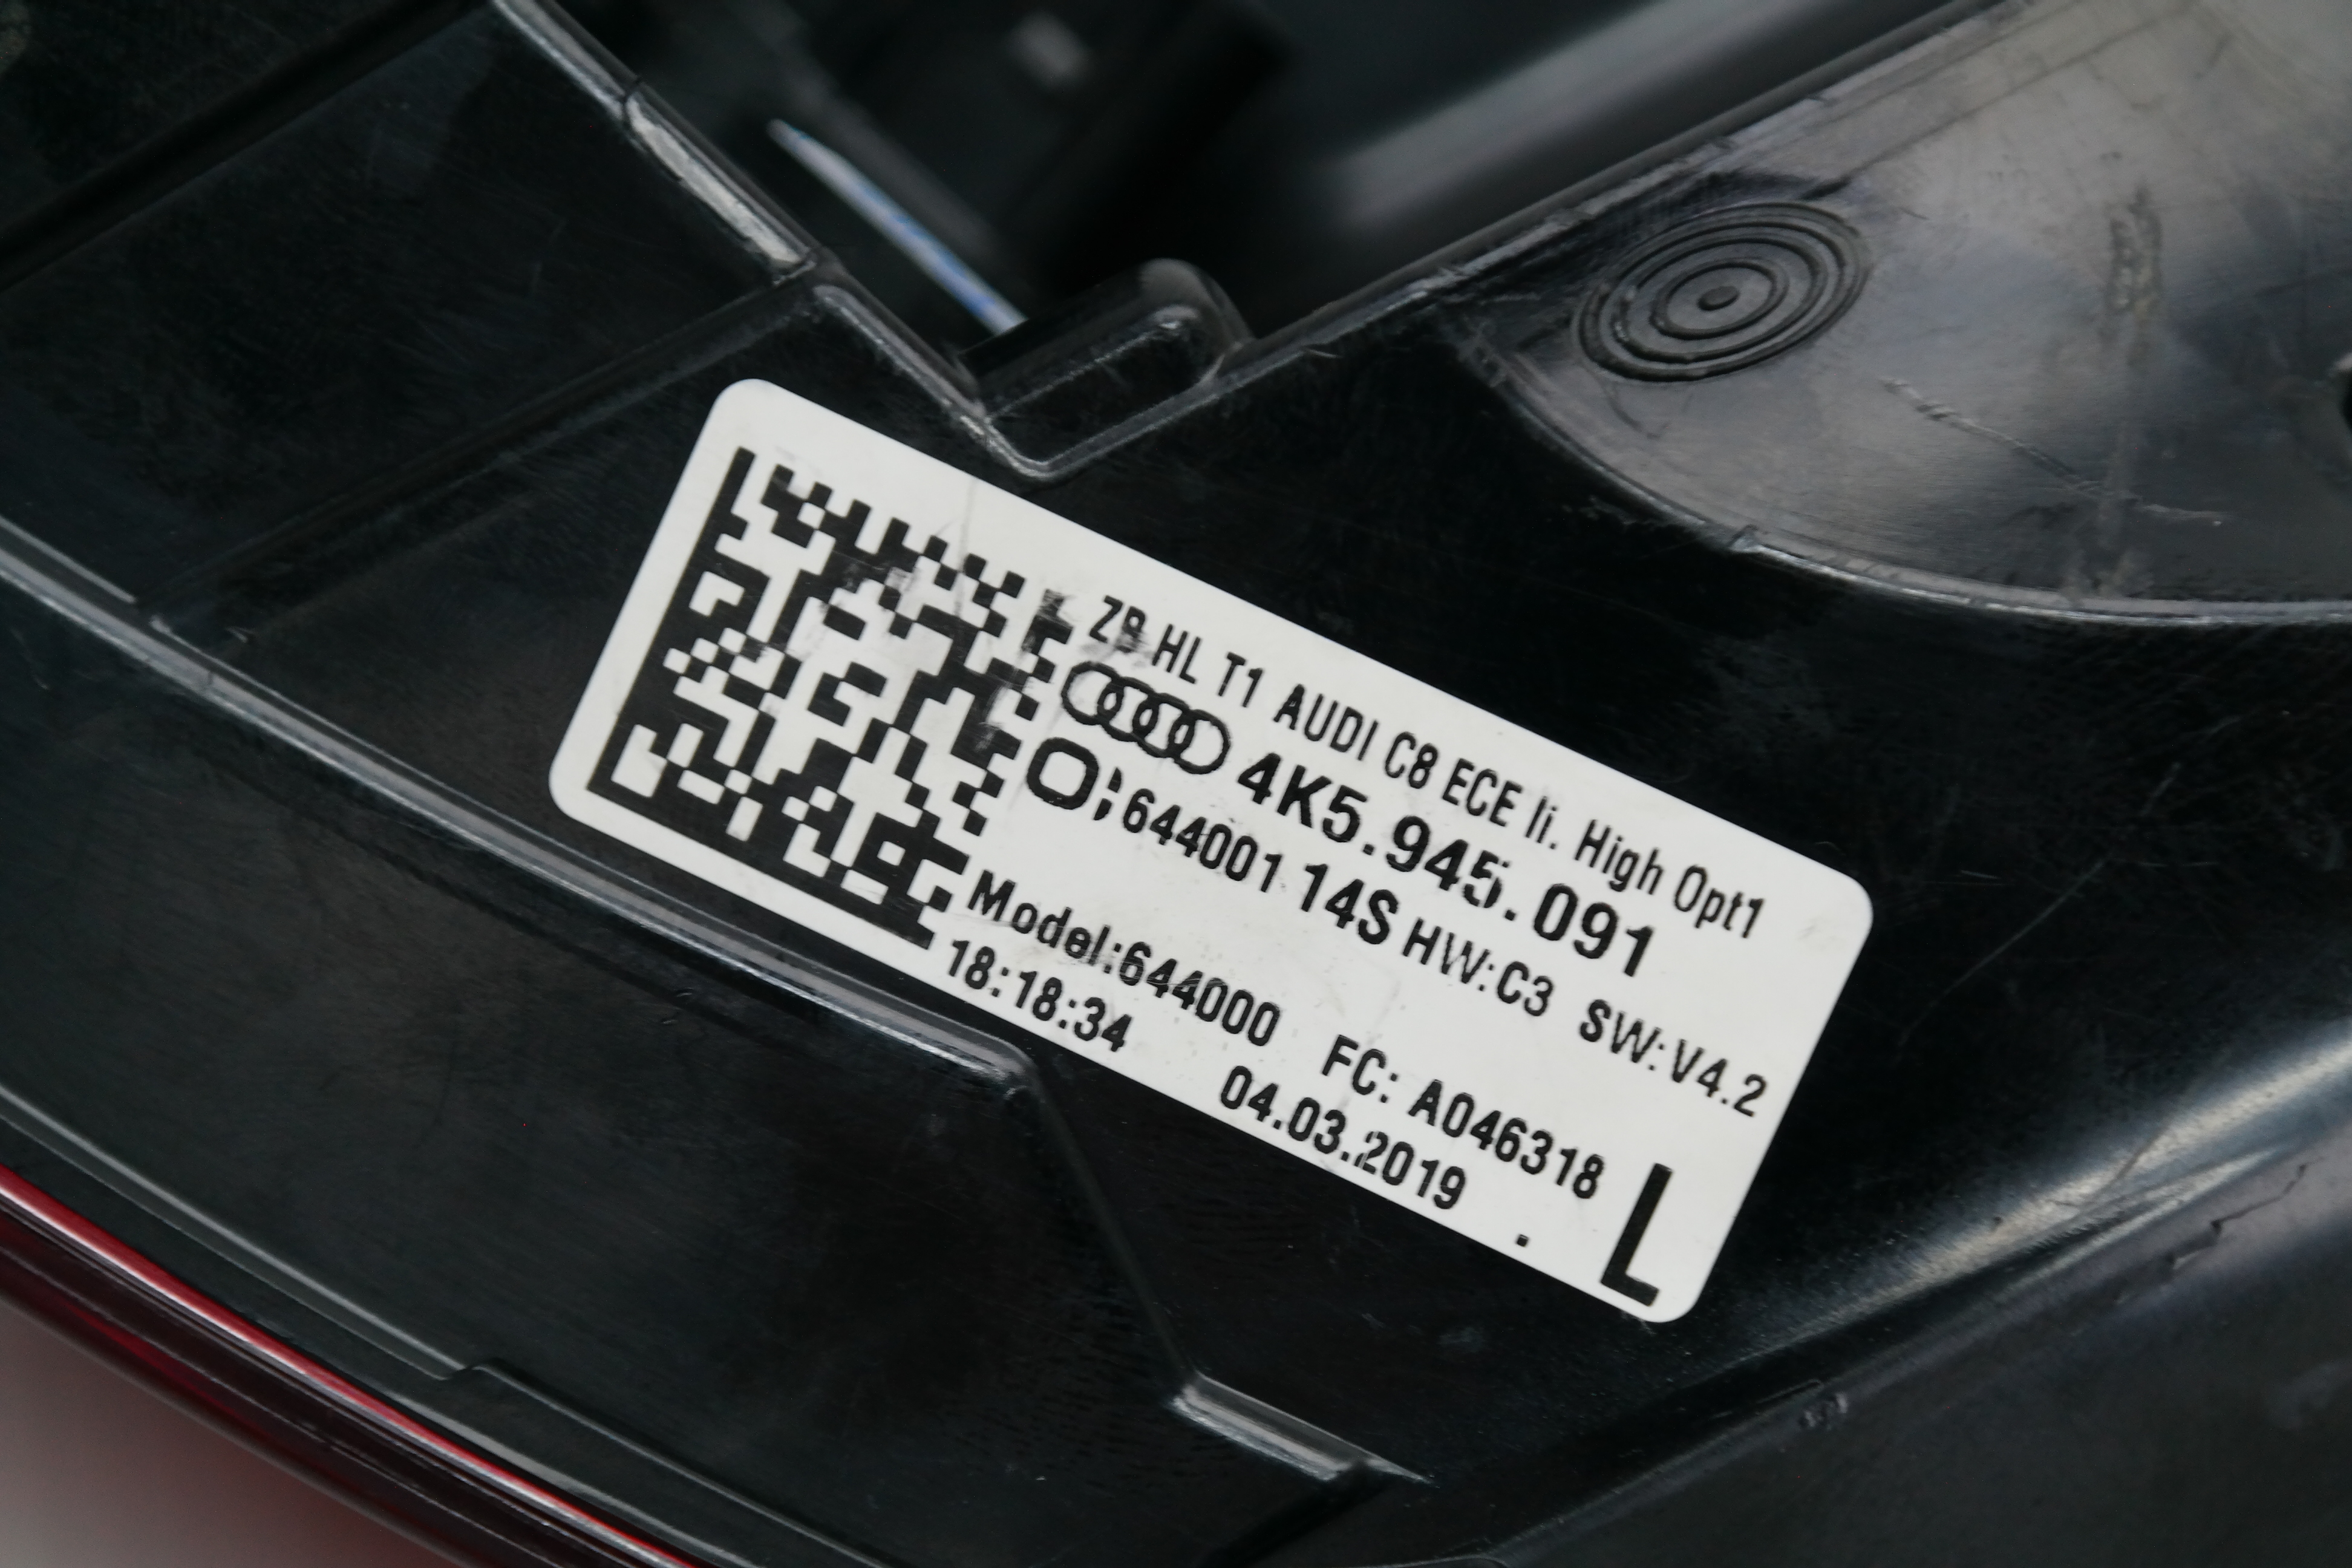 ZB HL T1 AUDI C8 ECE li. High Opt1
4K5.945.091
O;644001 14S HW:C3 SW:V4.2
Model:644000 FC: A046318
18:18:34 04.03.2019 . L